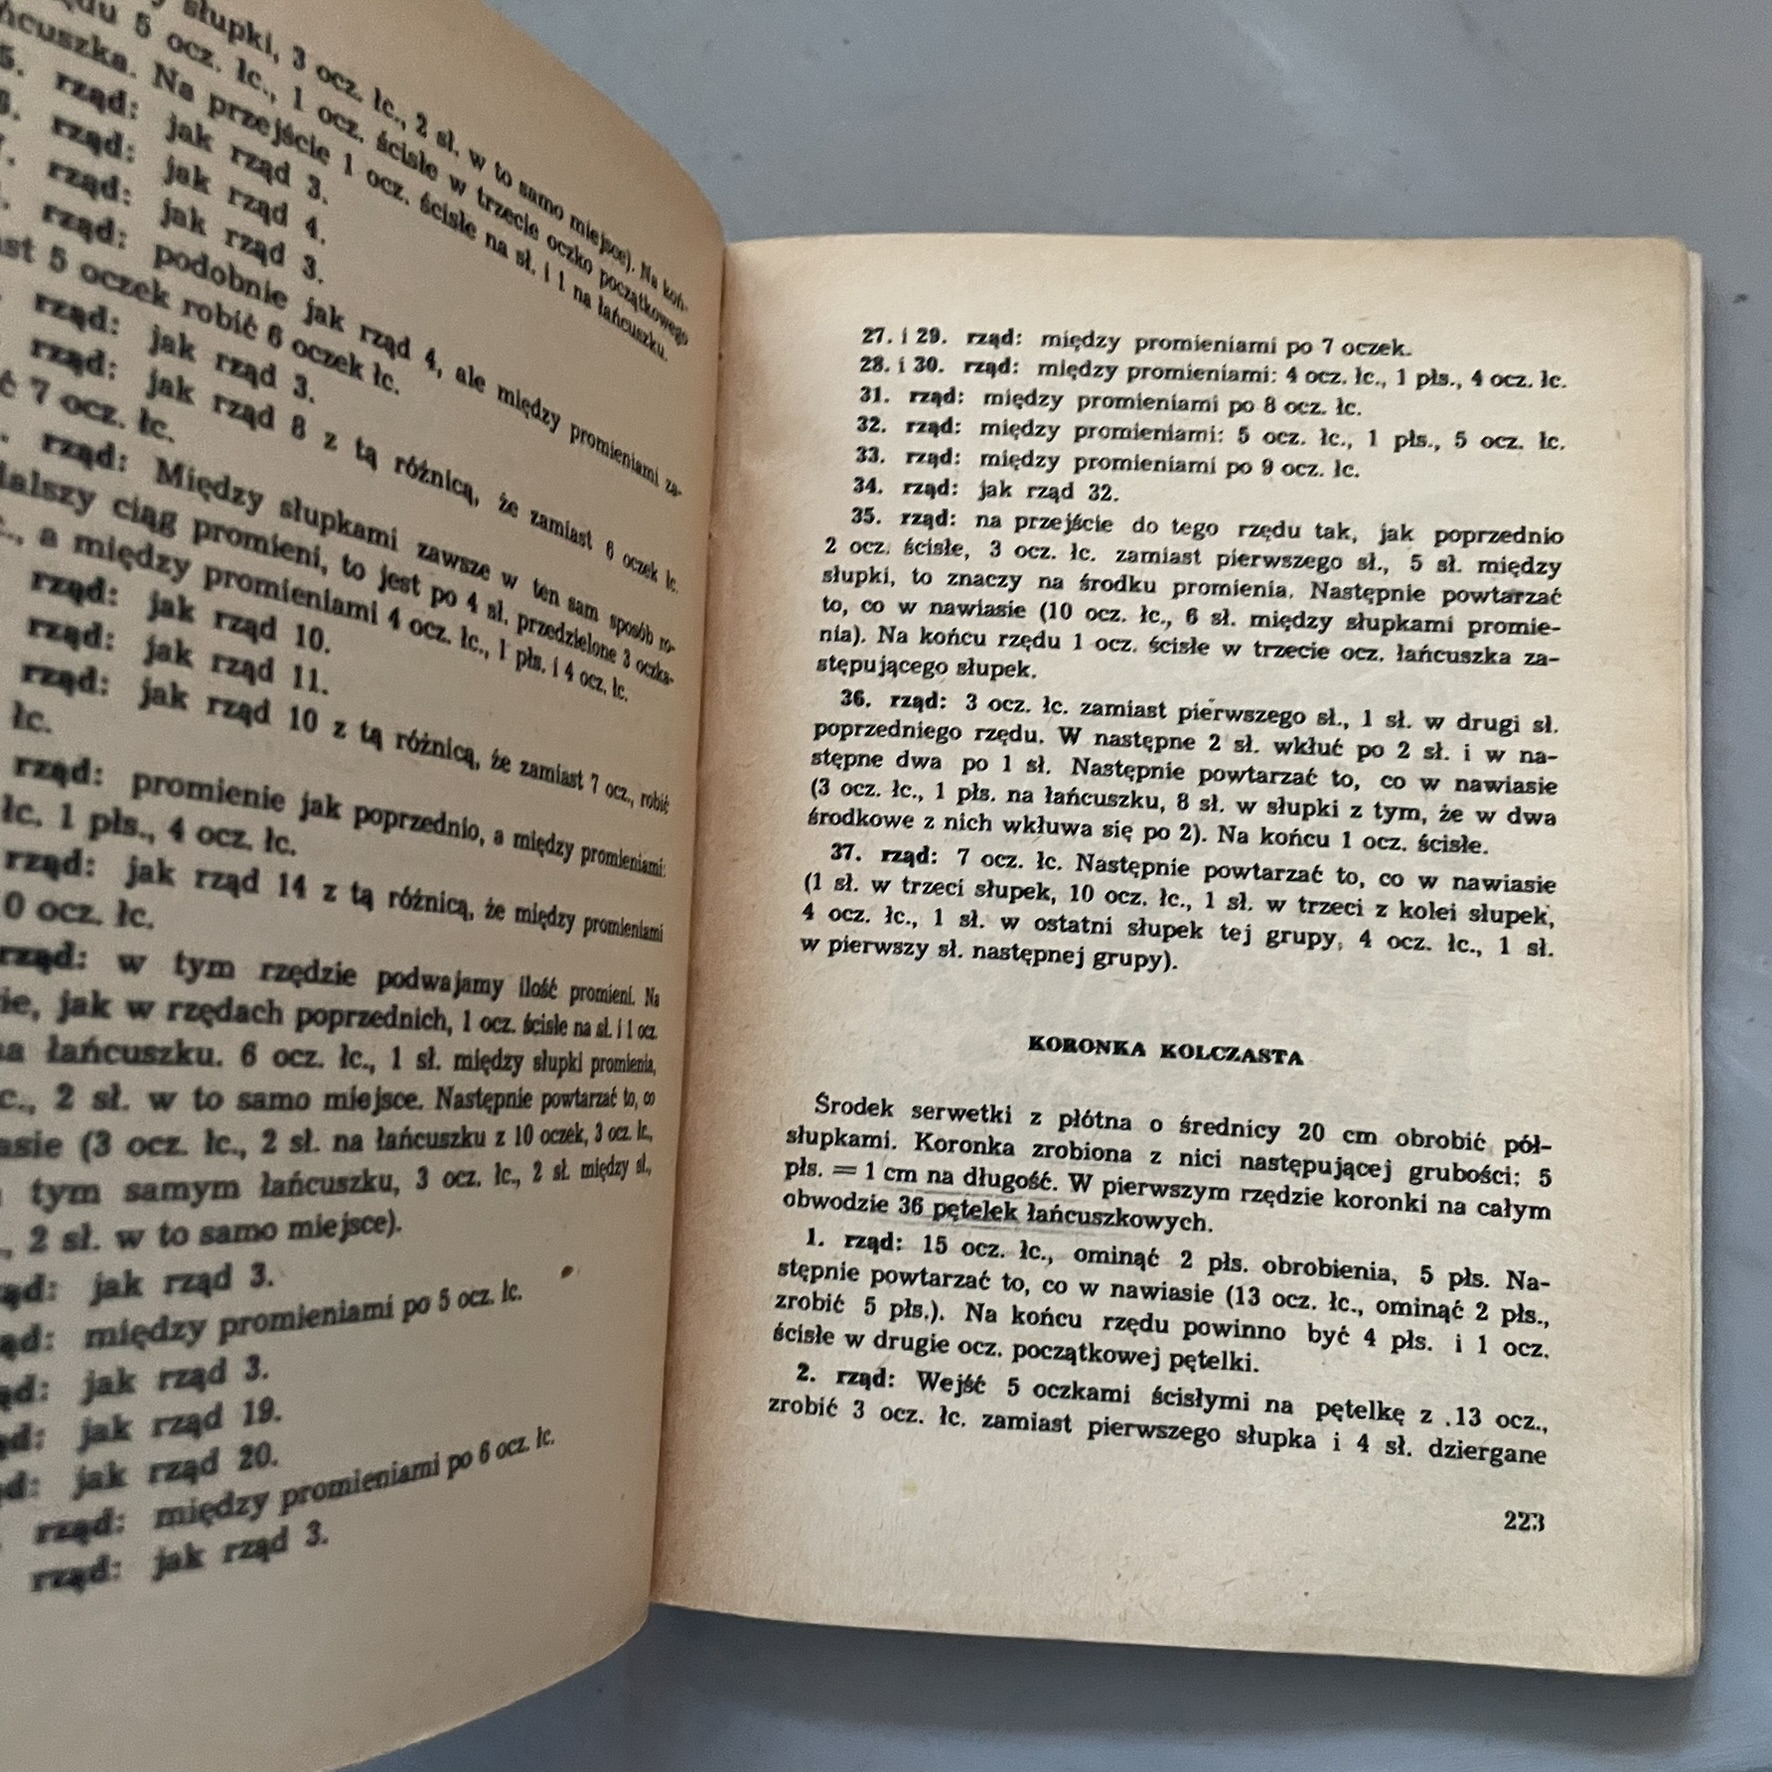 słupki, 3 ocz. łc., 2 sł. w to samo miejsce). Na koń-
5 ocz. łc., 1 ocz. ścisłe w trzecie oczko początkowego
Na przejście 1 ocz. ścisłe na sł. i 1 na łańcuszku.
rząd: jak rząd 3.
rząd: jak rząd 4.
rząd: jak rząd 3.
rząd: podobnie jak rząd 4, ale między promieniami za-
5 oczek robić 6 oczek łc.
rząd: jak rząd 3.
rząd: jak rząd 8 z tą różnicą, że zamiast 6 oczek łc.
7 ocz. łc.
rząd: Między słupkami zawsze w ten sam sposób ro-
dalszy ciąg promieni, to jest po 4 sł. przedzielone 3 oczka-
a między promieniami 4 ocz. łc., 1 płs. i 4 ocz. łc.
rząd: jak rząd 10.
rząd: jak rząd 11.
rząd: jak rząd 10 z tą różnicą, że zamiast 7 ocz., robić
łc.
rząd: promienie jak poprzednio, a między promieniami:
łc. 1 płs., 4 ocz. łc.
rząd: jak rząd 14 z tą różnicą, że między promieniami
ocz. łc.
rząd: w tym rzędzie podwajamy ilość promieni. Na
jak w rzędach poprzednich, 1 ocz. ścisłe na sł. i 1 ocz.
na łańcuszku. 6 ocz. łc., 1 sł. między słupki promienia,
2 sł. w to samo miejsce. Następnie powtarzać to, co
(3 ocz. łc., 2 sł. na łańcuszku z 10 oczek, 3 ocz. łc.,
tym samym łańcuszku, 3 ocz. łc., 2 sł. między sł.,
2 sł. w to samo miejsce).
jak rząd 3.
między promieniami po 5 ocz. łc.
jak rząd 3.
jak rząd 19.
jak rząd 20.
rząd: między promieniami po 6 ocz. łc.
rząd: jak rząd 3.
27. i 29. rząd: między promieniami po 7 oczek.
28. i 30. rząd: między promieniami: 4 ocz. łc., 1 płs., 4 ocz. łc.
31. rząd: między promieniami po 8 ocz. łc.
32. rząd: między promieniami: 5 ocz. łc., 1 płs., 5 ocz. łc.
33. rząd: między promieniami po 9 ocz. łc.
34. rząd: jak rząd 32.
35. rząd: na przejście do tego rzędu tak, jak poprzednio
2 ocz. ścisłe, 3 ocz. łc. zamiast pierwszego sł., 5 sł. między
słupki, to znaczy na środku promienia. Następnie powtarzać
to, co w nawiasie (10 ocz. łc., 6 sł. między słupkami promie-
nia). Na końcu rzędu 1 ocz. ścisłe w trzecie ocz. łańcuszka za-
stępującego słupek.
36. rząd: 3 ocz. łc. zamiast pierwszego sł., 1 sł. w drugi sł.
poprzedniego rzędu. W następne 2 sł. wkłuć po 2 sł. i w na-
stępne dwa po 1 sł. Następnie powtarzać to, co w nawiasie
(3 ocz. łc., 1 płs. na łańcuszku, 8 sł. w słupki z tym, że w dwa
środkowe z nich wkłuwa się po 2). Na końcu 1 ocz. ścisłe.
37. rząd: 7 ocz. łc. Następnie powtarzać to, co w nawiasie
(1 sł. w trzeci słupek, 10 ocz. łc., 1 sł. w trzeci z kolei słupek,
4 ocz. łc., 1 sł. w ostatni słupek tej grupy, 4 ocz. łc., 1 sł.
w pierwszy sł. następnej grupy).
KORONKA KOLCZASTA
Środek serwetki z płótna o średnicy 20 cm obrobić pół-
słupkami. Koronka zrobiona z nici następującej grubości: 5
płs. = 1 cm na długość. W pierwszym rzędzie koronki na całym
obwodzie 36 pętelek łańcuszkowych.
1. rząd: 15 ocz. łc., ominąć 2 płs. obrobienia, 5 płs. Na-
stępnie powtarzać to, co w nawiasie (13 ocz. łc., ominąć 2 płs.,
zrobić 5 płs.). Na końcu rzędu powinno być 4 płs. i 1 ocz.
ścisłe w drugie ocz. początkowej pętelki.
2. rząd: Wejść 5 oczkami ścisłymi na pętelkę z 13 ocz.,
zrobić 3 ocz. łc. zamiast pierwszego słupka i 4 sł. dziergane
223